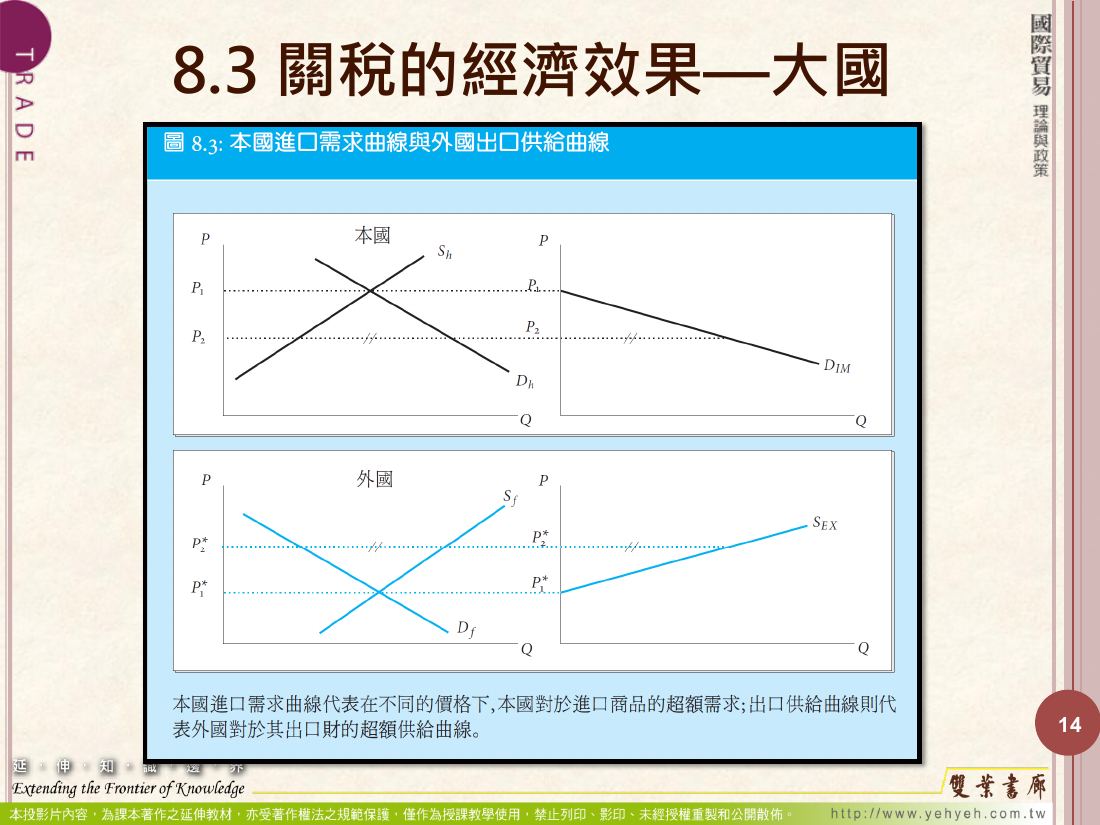 TRADE
國際貿易 理論與政策
8.3 關稅的經濟效果—大國
圖 8.3: 本國進口需求曲線與外國出口供給曲線
P
本國
Sh
P
P1
P1
P2
P2
Dh
DIM
Q
Q
P
外國
Sf
P
SEX
P2*
P2*
P1*
P1*
Df
Q
Q
本國進口需求曲線代表在不同的價格下,本國對於進口商品的超額需求;出口供給曲線則代
表外國對於其出口財的超額供給曲線。
14
延‧伸‧知‧識‧邊‧界
Extending the Frontier of Knowledge
雙葉書廊
本投影片內容，為課本著作之延伸教材，亦受著作權法之規範保護，僅作為授課教學使用，禁止列印、影印、未經授權重製和公開散佈。
http://www.yehyeh.com.tw